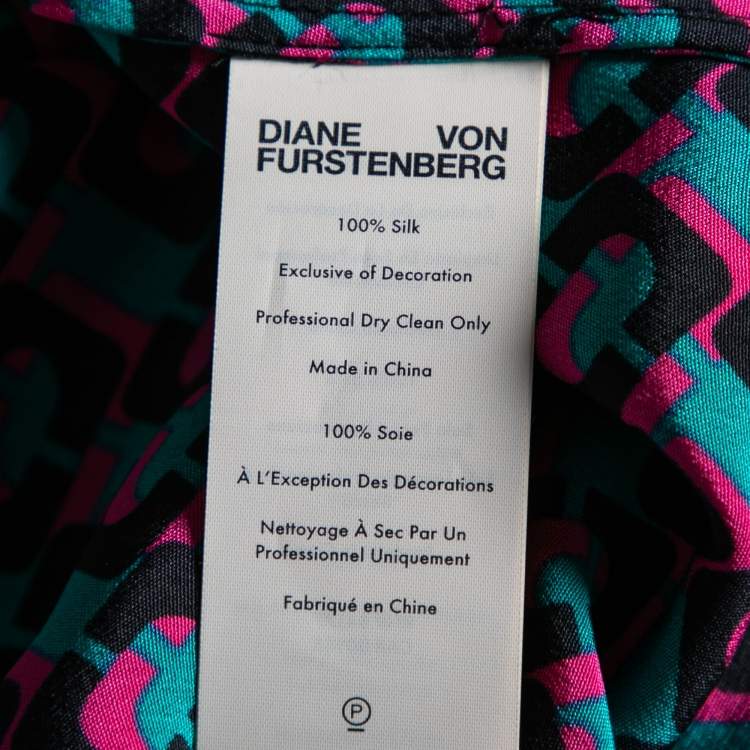 DIANE VON
FURSTENBERG
100% Silk
Exclusive of Decoration
Professional Dry Clean Only
Made in China
100% Soie
À L'Exception Des Décorations
Nettoyage À Sec Par Un
Professionnel Uniquement
Fabriqué en Chine
P